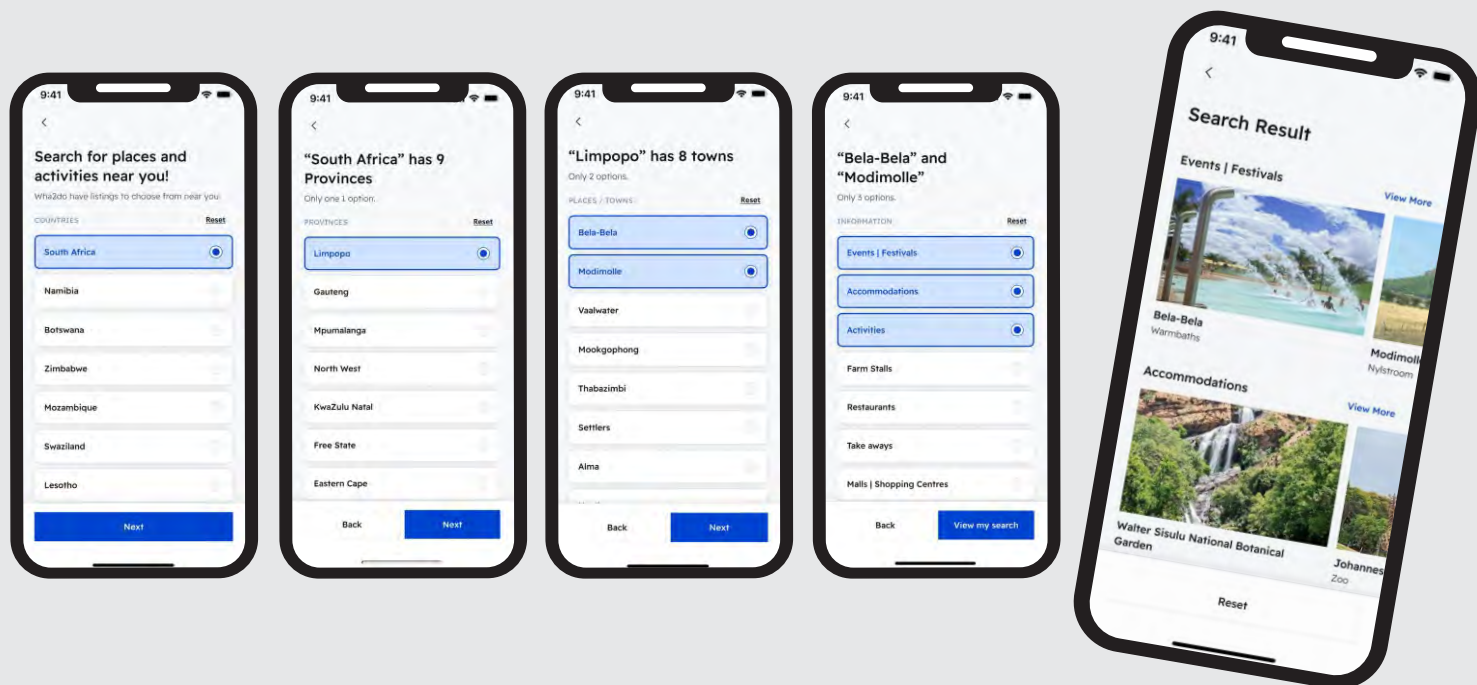 9:41
Search for places and
activities near you!
Wha2do have listings to choose from near you.
COUNTRIES Reset
South Africa
Namibia
Botswana
Zimbabwe
Mozambique
Swaziland
Lesotho
Next
9:41
“South Africa” has 9
Provinces
Only one 1 option.
PROVINCES Reset
Limpopo
Gauteng
Mpumalanga
North West
KwaZulu Natal
Free State
Eastern Cape
Back Next
9:41
“Limpopo” has 8 towns
Only 2 options.
PLACES / TOWNS Reset
Bela-Bela
Modimolle
Vaalwater
Mookgophong
Thabazimbi
Settlers
Alma
Back Next
9:41
“Bela-Bela” and
“Modimolle”
Only 3 options.
INFORMATION Reset
Events | Festivals
Accommodations
Activities
Farm Stalls
Restaurants
Take aways
Malls | Shopping Centres
Back View my search
9:41
Search Result
Events | Festivals View More
Bela-Bela
Warmbaths
Modimoll
Nylstroom
Accommodations View More
Walter Sisulu National Botanical
Garden
Johannes
Zoo
Reset